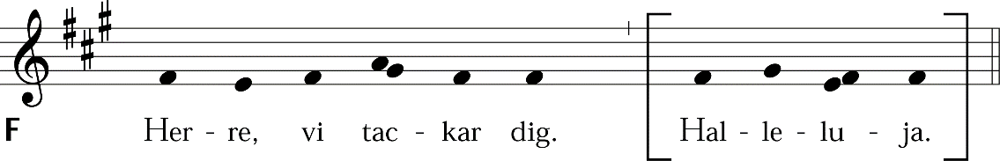 F Her - re, vi tac - kar dig. [Hal - le - lu - ja.]